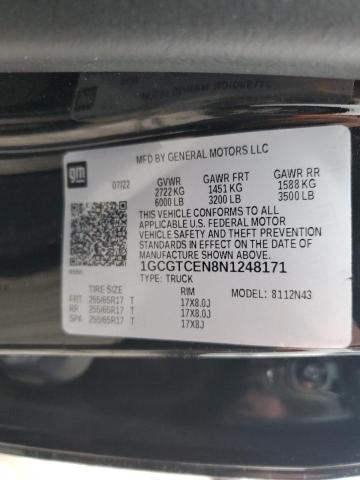 MFD BY GENERAL MOTORS LLC
gm
07/22
GVWR GAWR FRT GAWR RR
2722 KG 1451 KG 1588 KG
6000 LB 3200 LB 3500 LB
THIS VEHICLE CONFORMS TO ALL
APPLICABLE U.S. FEDERAL MOTOR
VEHICLE SAFETY AND THEFT PREVENTION
STANDARDS IN EFFECT ON THE DATE OF
MANUFACTURE SHOWN ABOVE.
1GCGTCEN8N1248171
TYPE: TRUCK
TIRE SIZE RIM MODEL: 8112N43
FRT 255/65R17 T 17X8.0J
RR 255/65R17 T 17X8.0J
SPA 255/65R17 T 17X8J